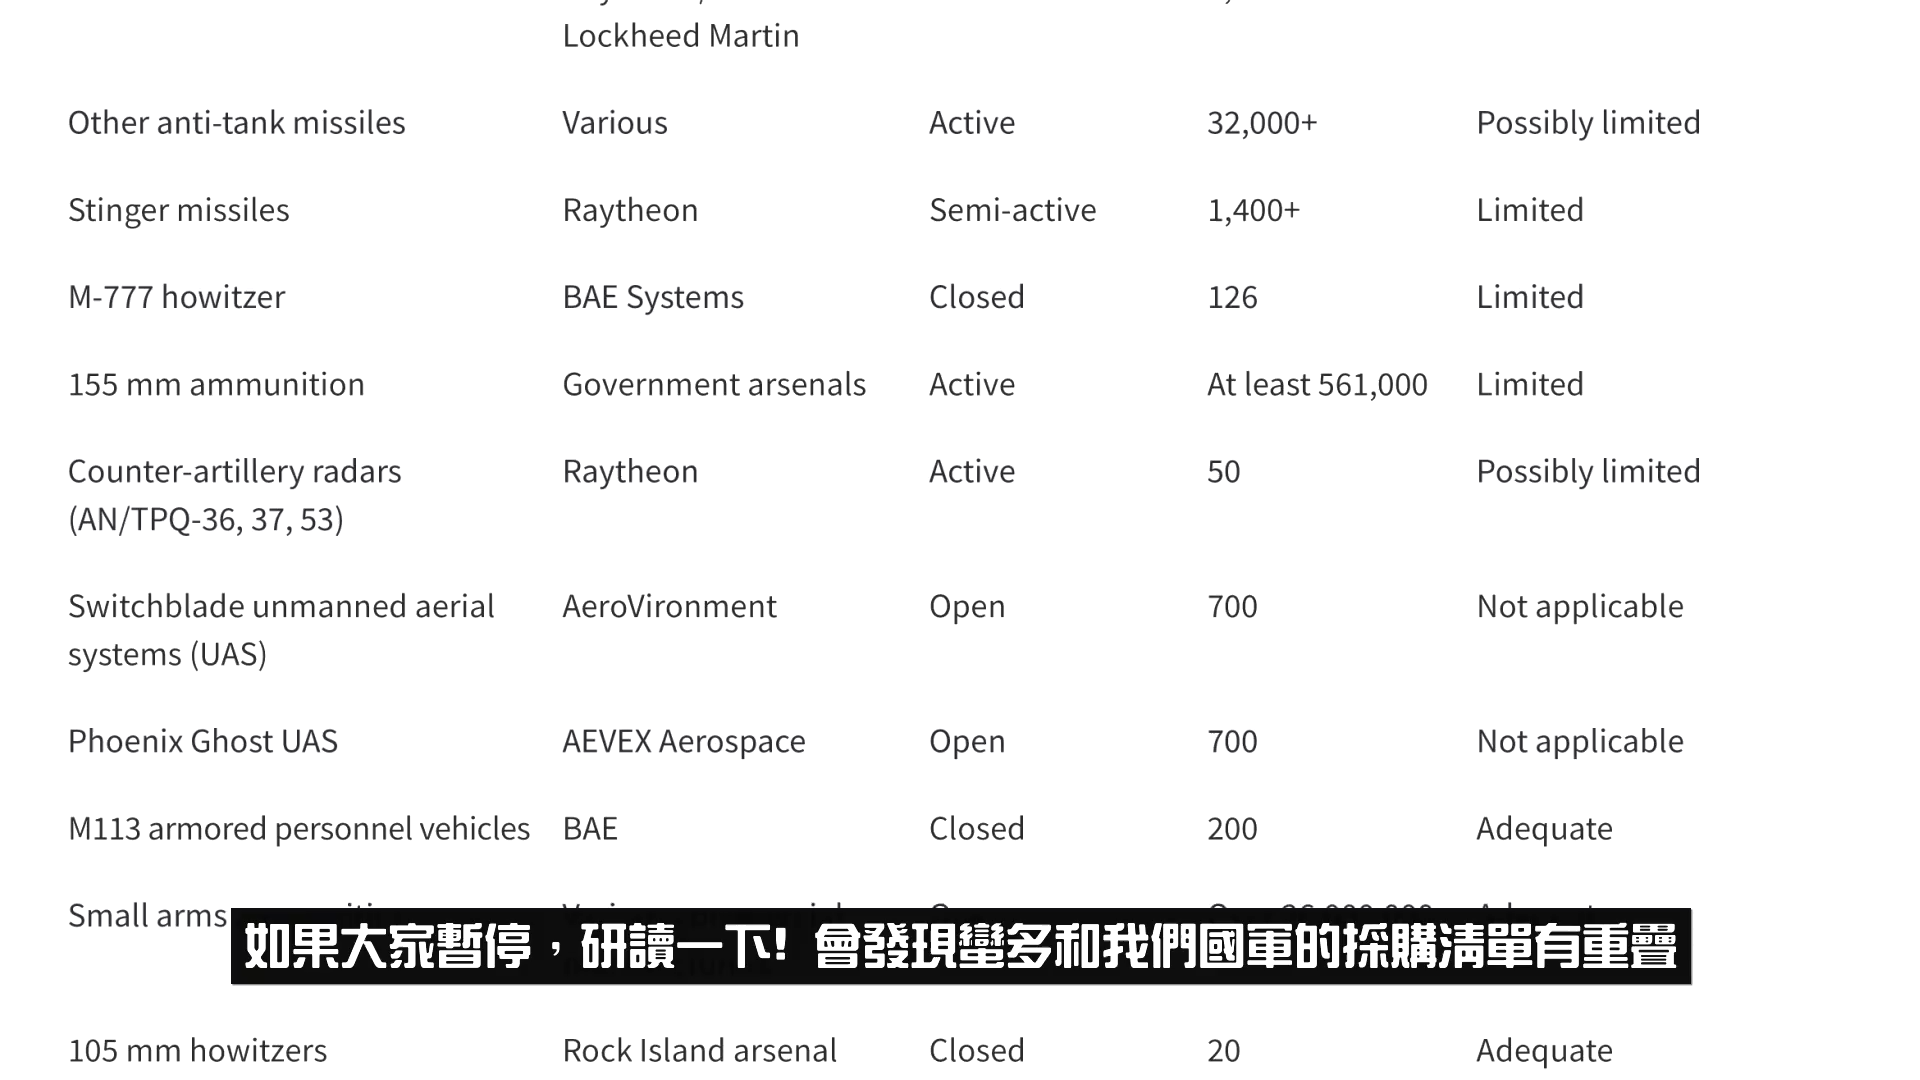 Lockheed Martin
Other anti-tank missiles Various Active 32,000+ Possibly limited
Stinger missiles Raytheon Semi-active 1,400+ Limited
M-777 howitzer BAE Systems Closed 126 Limited
155 mm ammunition Government arsenals Active At least 561,000 Limited
Counter-artillery radars Raytheon Active 50 Possibly limited
(AN/TPQ-36, 37, 53)
Switchblade unmanned aerial AeroVironment Open 700 Not applicable
systems (UAS)
Phoenix Ghost UAS AEVEX Aerospace Open 700 Not applicable
M113 armored personnel vehicles BAE Closed 200 Adequate
Small arms
如果大家暫停，研讀一下! 會發現蠻多和我們國軍的採購清單有重疊
105 mm howitzers Rock Island arsenal Closed 20 Adequate